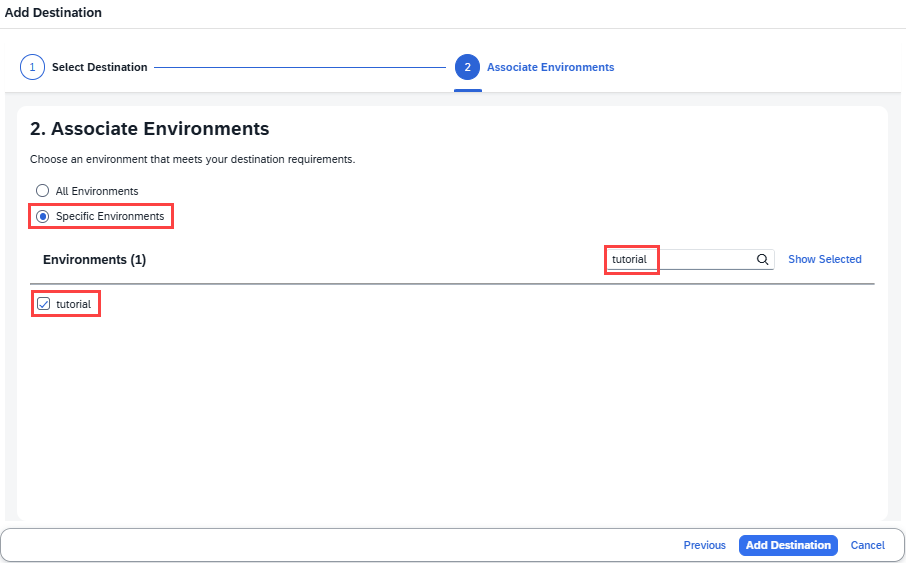 Add Destination
1 Select Destination 2 Associate Environments
2. Associate Environments
Choose an environment that meets your destination requirements.
All Environments
Specific Environments
Environments (1) tutorial Show Selected
tutorial
Previous Add Destination Cancel